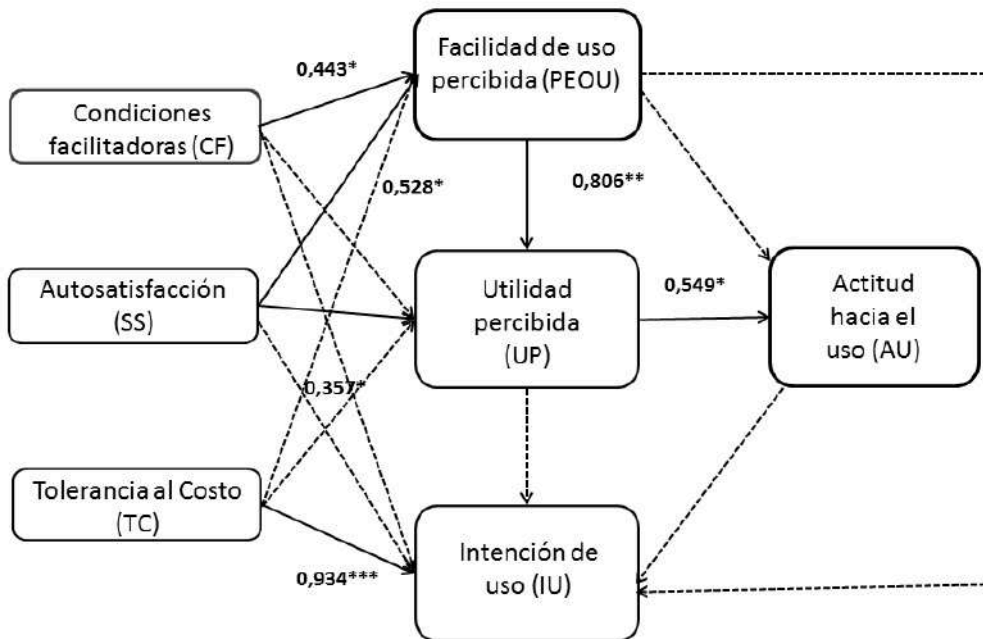 Facilidad de uso
percibida (PEOU)
0,443*
Condiciones
facilitadoras (CF)
0,528*
0,806**
Autosatisfacción
(SS)
Utilidad
percibida
(UP)
0,549*
Actitud
hacia el
uso (AU)
0,357*
Tolerancia al Costo
(TC)
0,934***
Intención de
uso (IU)